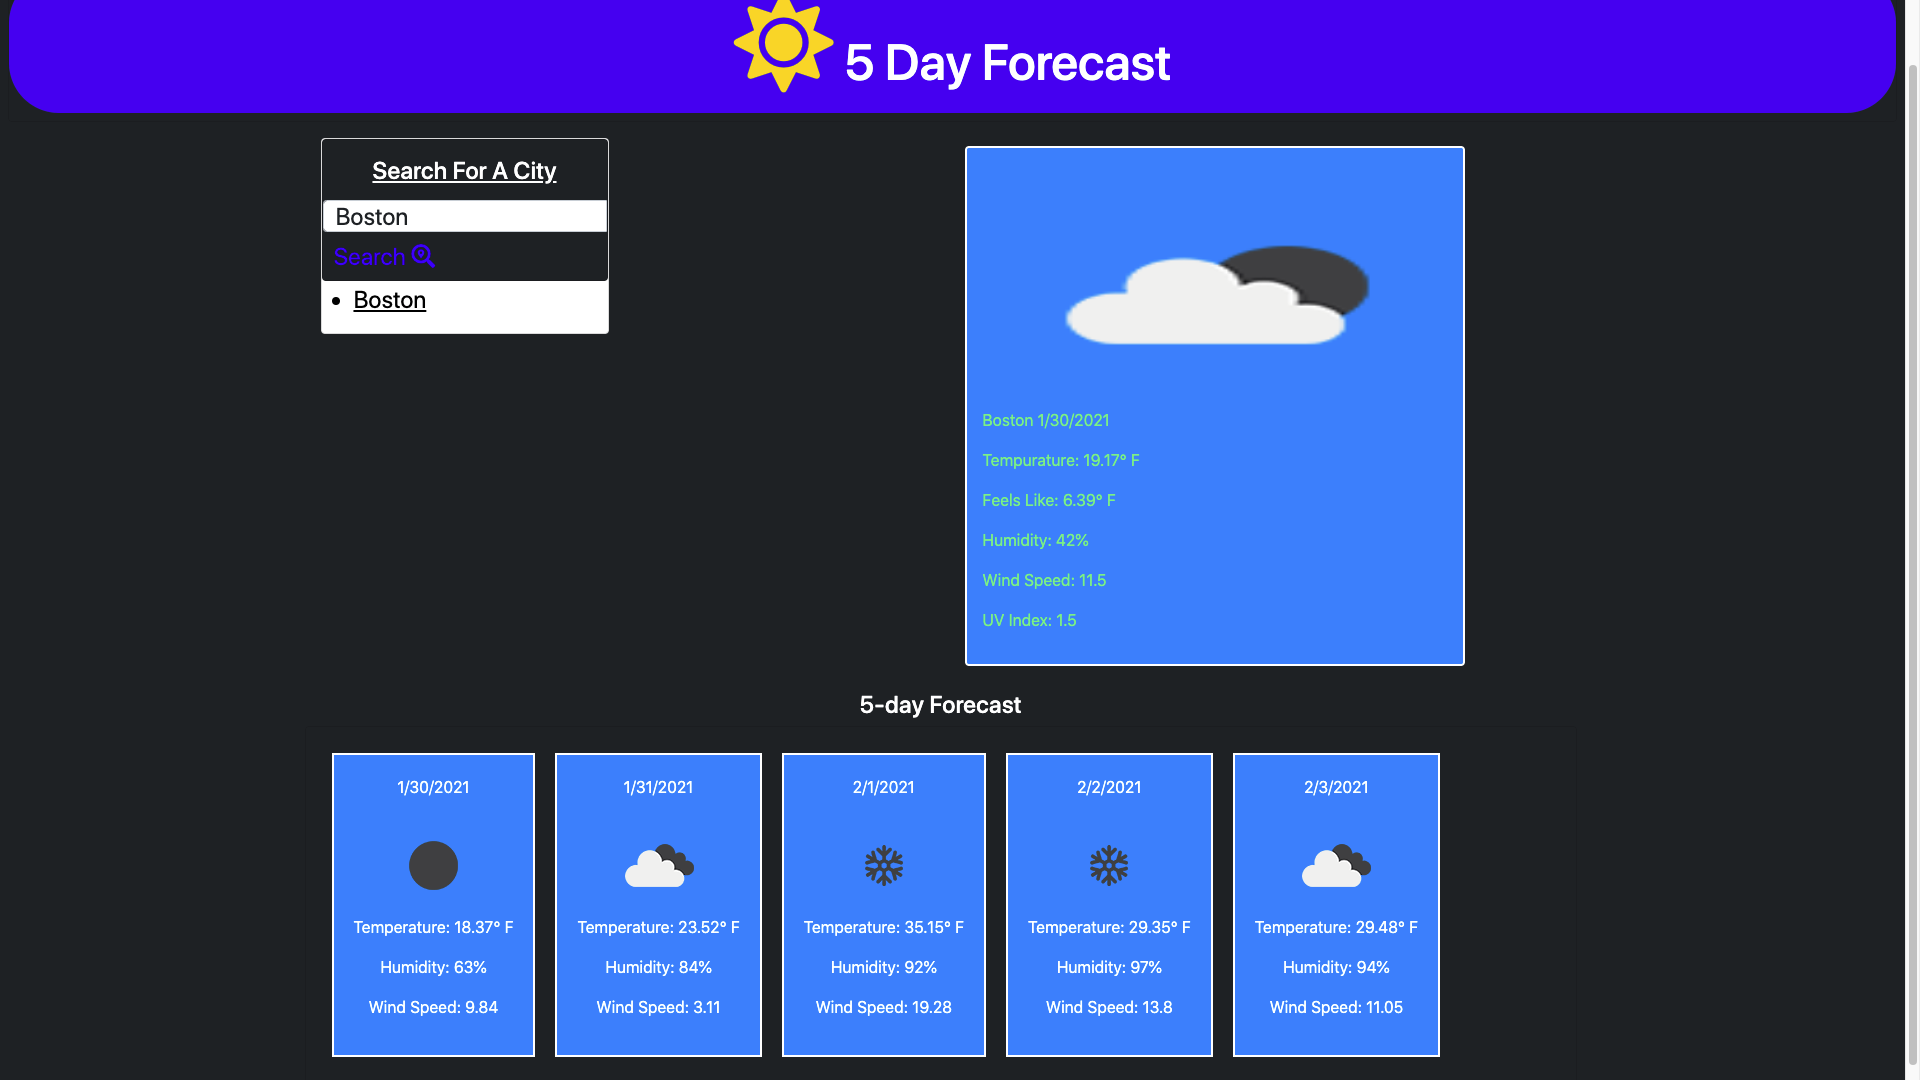 5 Day Forecast
Search For A City
Boston
Search
Boston
Boston 1/30/2021
Tempurature: 19.17° F
Feels Like: 6.39° F
Humidity: 42%
Wind Speed: 11.5
UV Index: 1.5
5-day Forecast
1/30/2021
Temperature: 18.37° F
Humidity: 63%
Wind Speed: 9.84
1/31/2021
Temperature: 23.52° F
Humidity: 84%
Wind Speed: 3.11
2/1/2021
Temperature: 35.15° F
Humidity: 92%
Wind Speed: 19.28
2/2/2021
Temperature: 29.35° F
Humidity: 97%
Wind Speed: 13.8
2/3/2021
Temperature: 29.48° F
Humidity: 94%
Wind Speed: 11.05